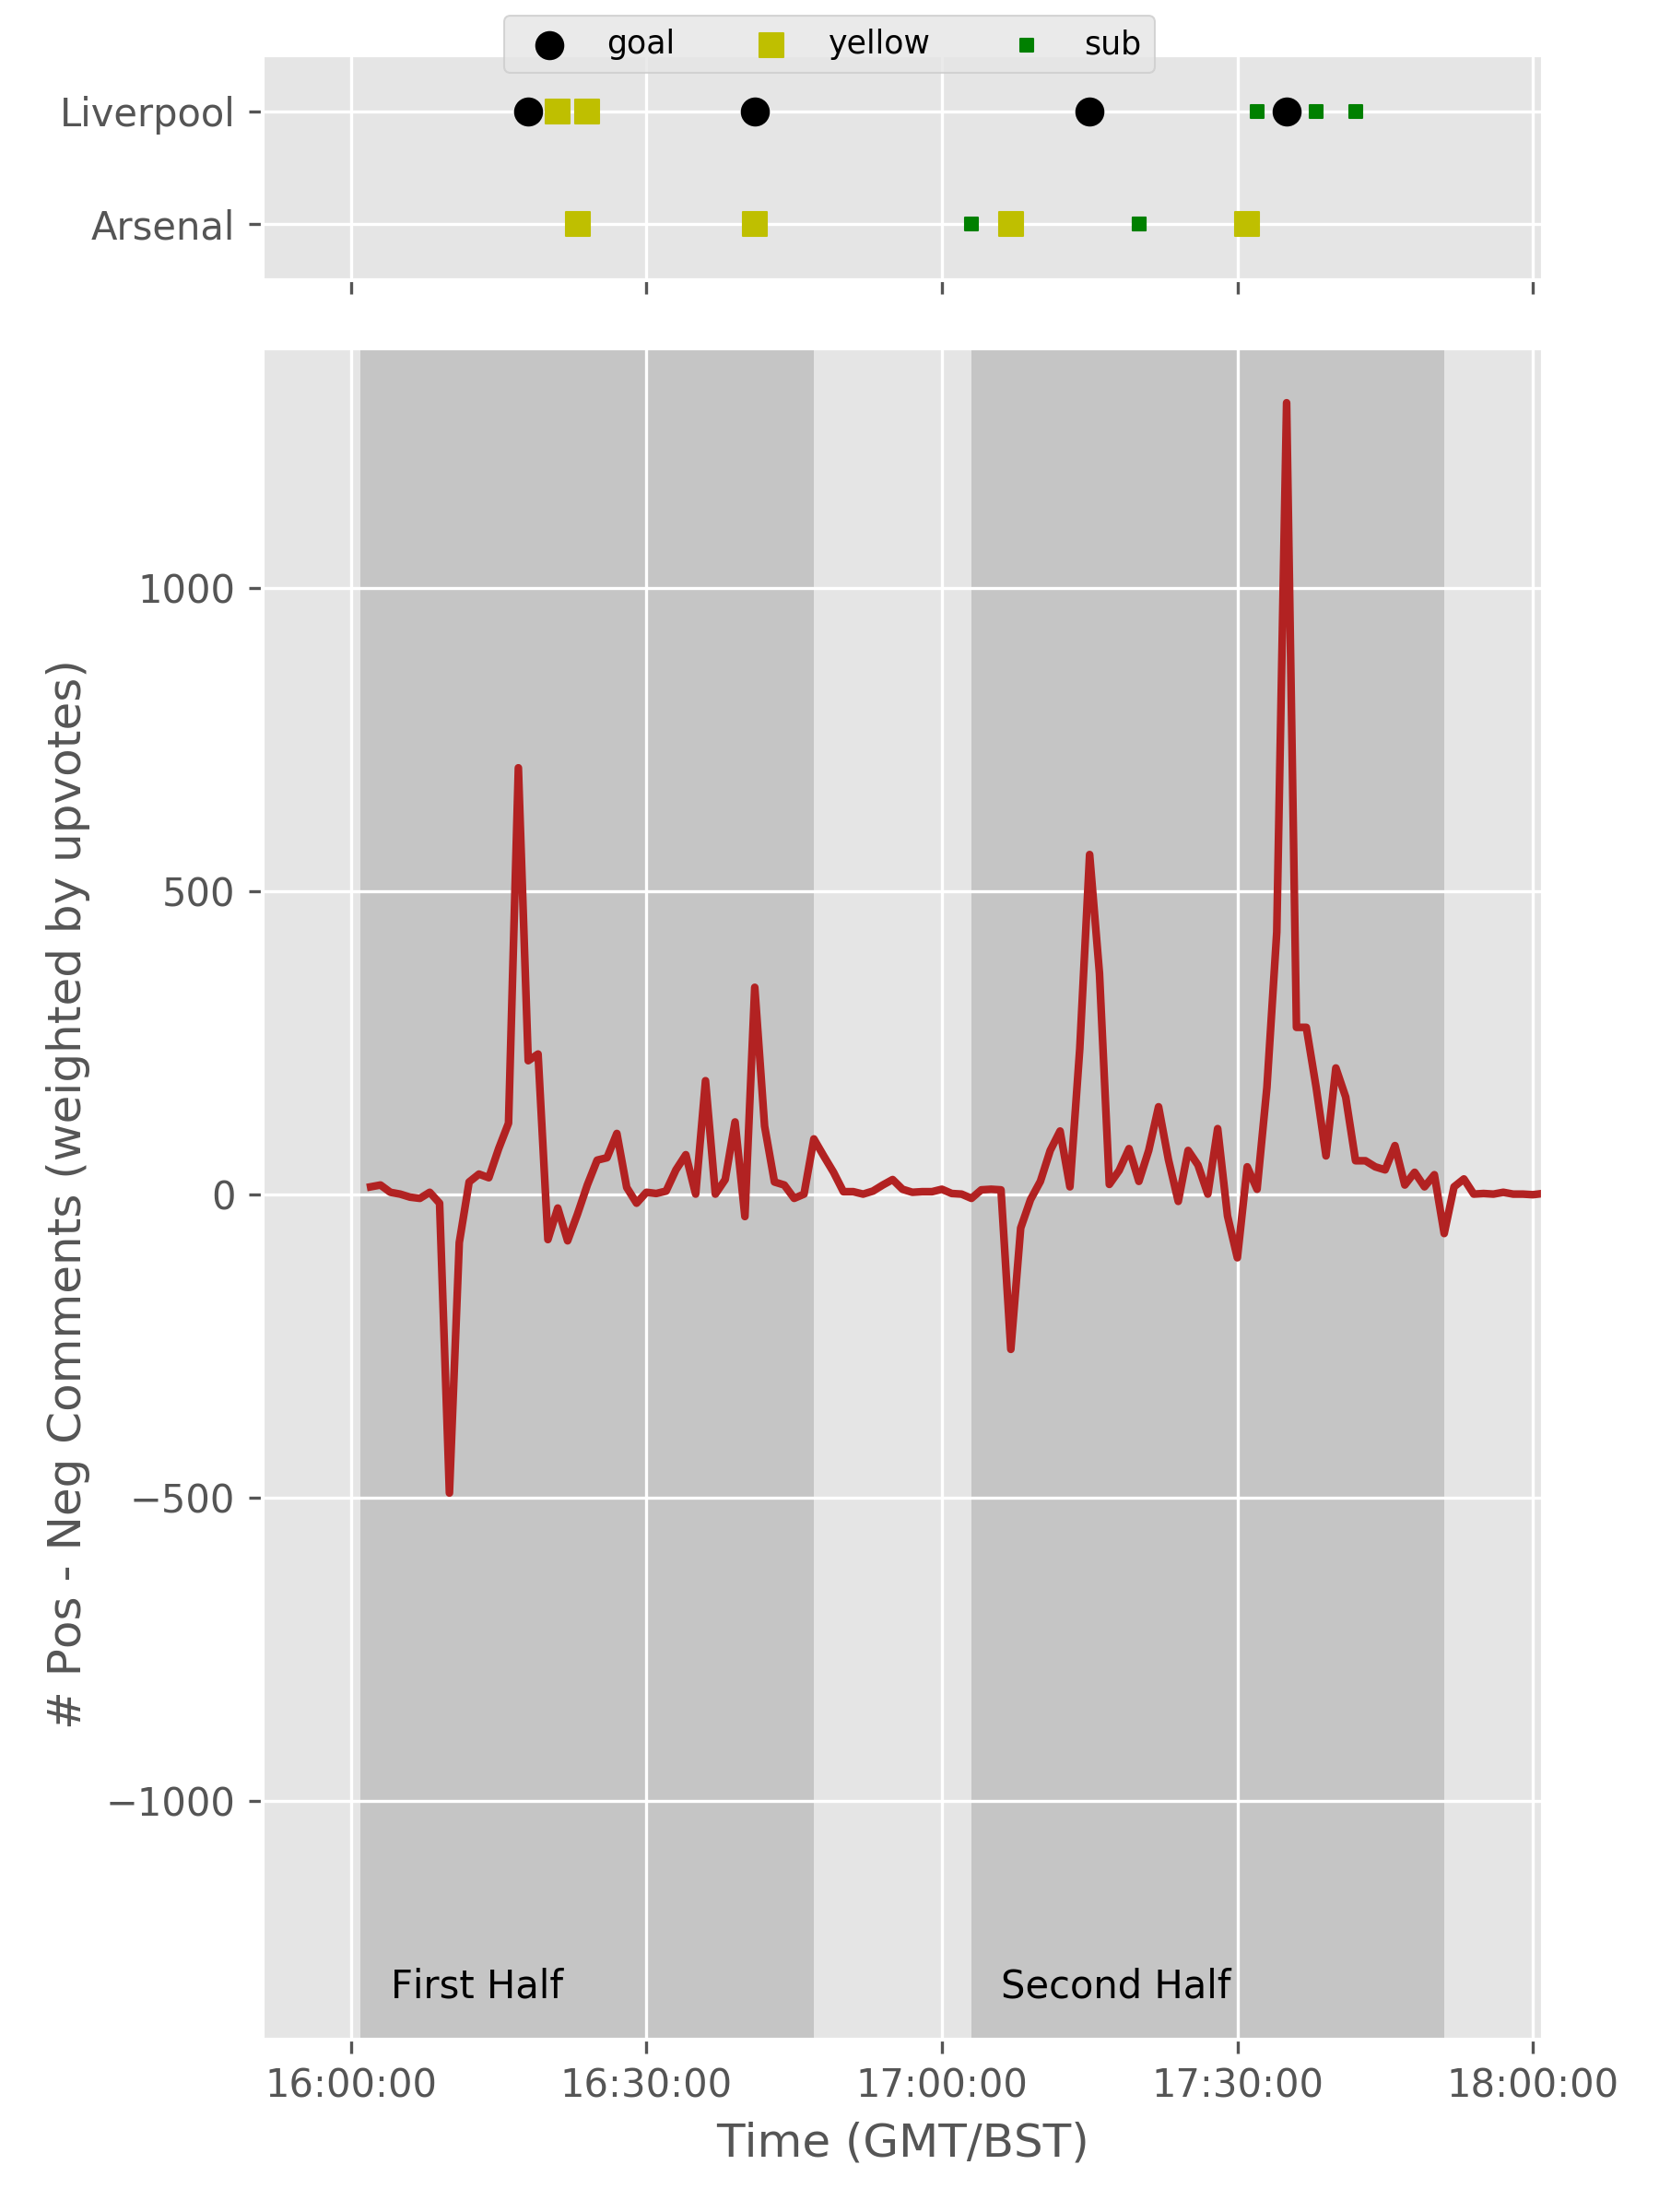 goal yellow sub
Liverpool
Arsenal
1000
500
0
−500
−1000
# Pos - Neg Comments (weighted by upvotes)
First Half Second Half
16:00:00 16:30:00 17:00:00 17:30:00 18:00:00
Time (GMT/BST)